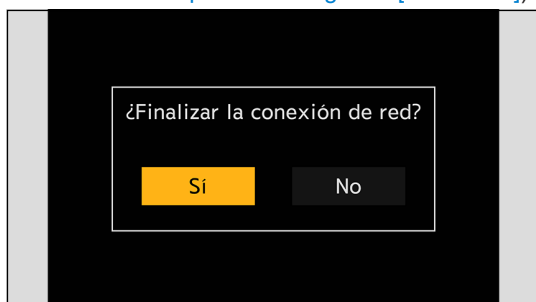 ¿Finalizar la conexión de red?
Sí No